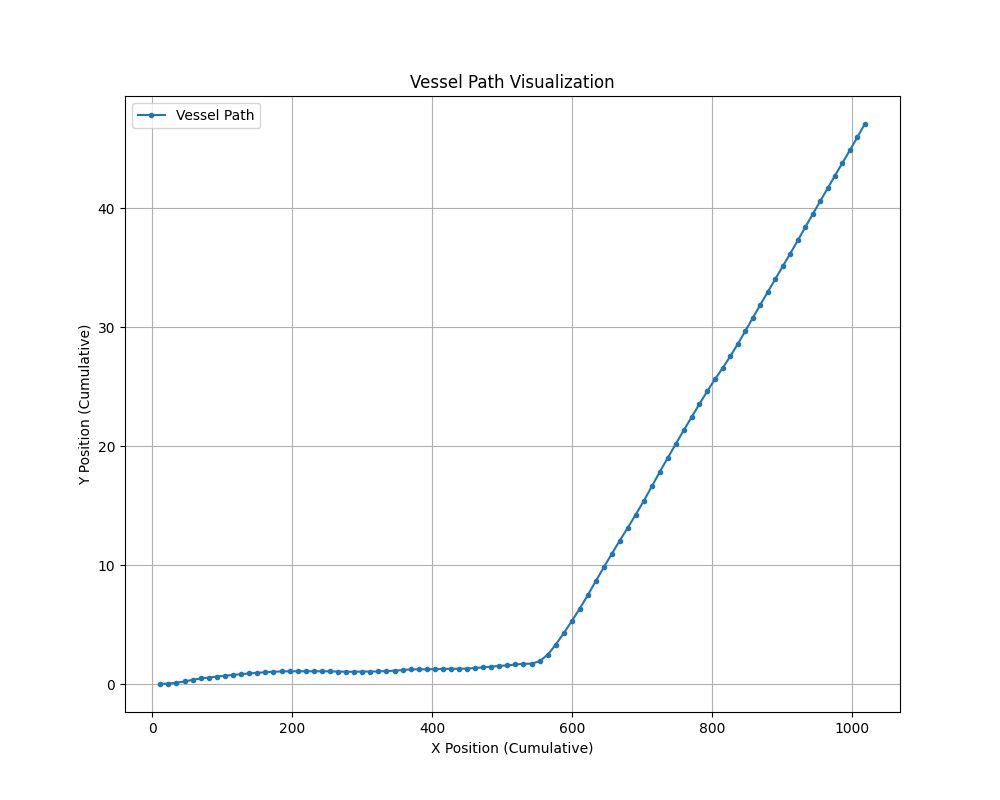 Vessel Path Visualization
Vessel Path
Y Position (Cumulative)
40
30
20
10
0
0 200 400 600 800 1000
X Position (Cumulative)